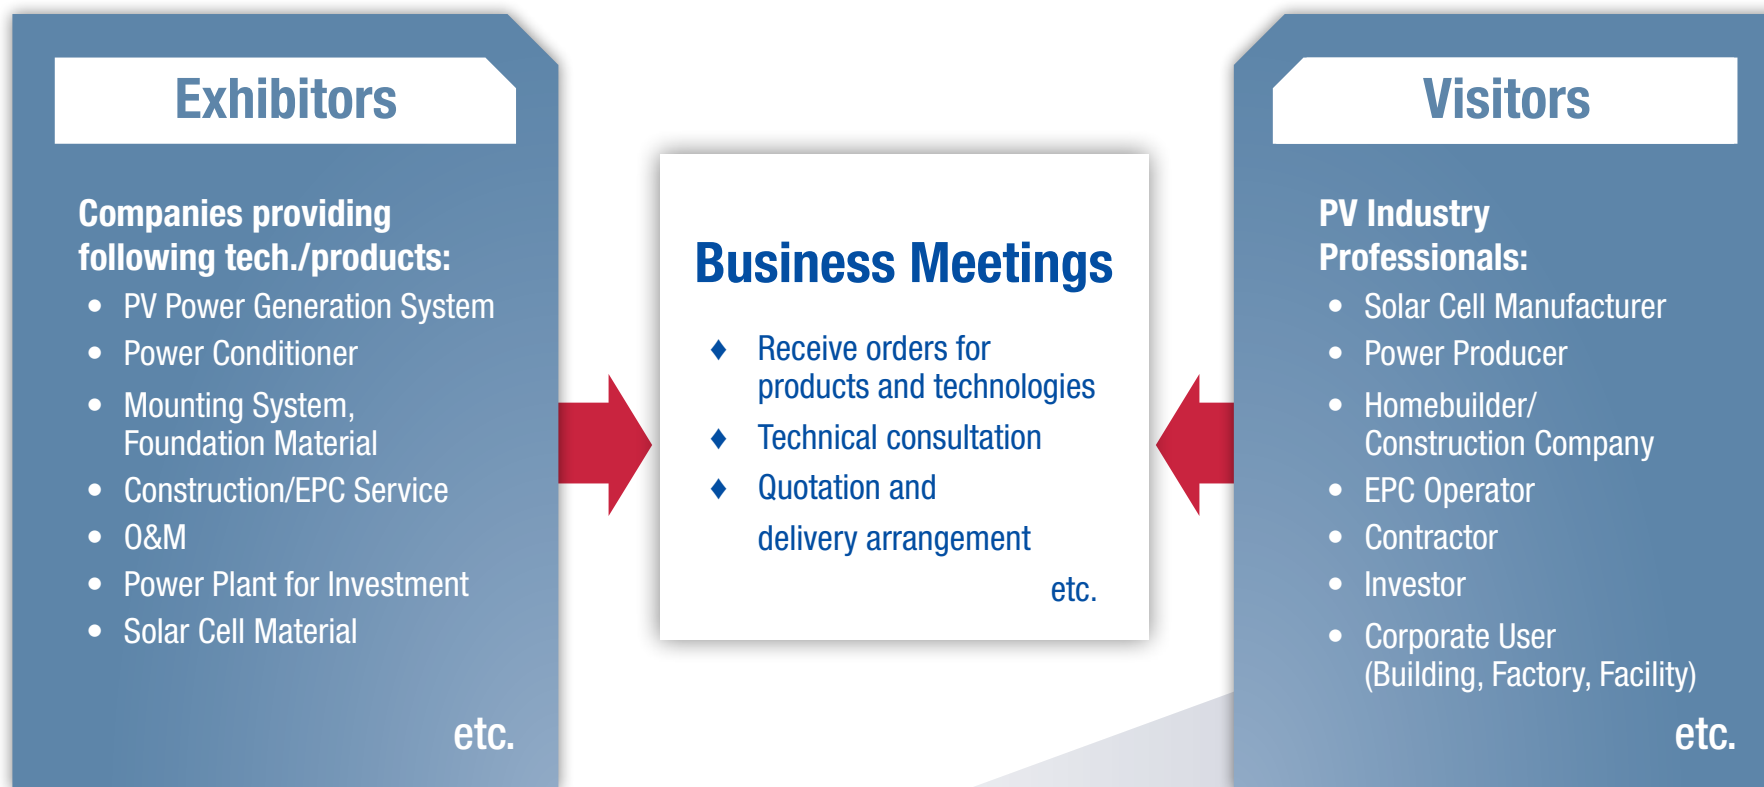 Exhibitors
Companies providing
following tech./products:
• PV Power Generation System
• Power Conditioner
• Mounting System,
Foundation Material
• Construction/EPC Service
• O&M
• Power Plant for Investment
• Solar Cell Material
etc.
Business Meetings
♦ Receive orders for
products and technologies
♦ Technical consultation
♦ Quotation and
delivery arrangement
etc.
Visitors
PV Industry
Professionals:
• Solar Cell Manufacturer
• Power Producer
• Homebuilder/
Construction Company
• EPC Operator
• Contractor
• Investor
• Corporate User
(Building, Factory, Facility)
etc.